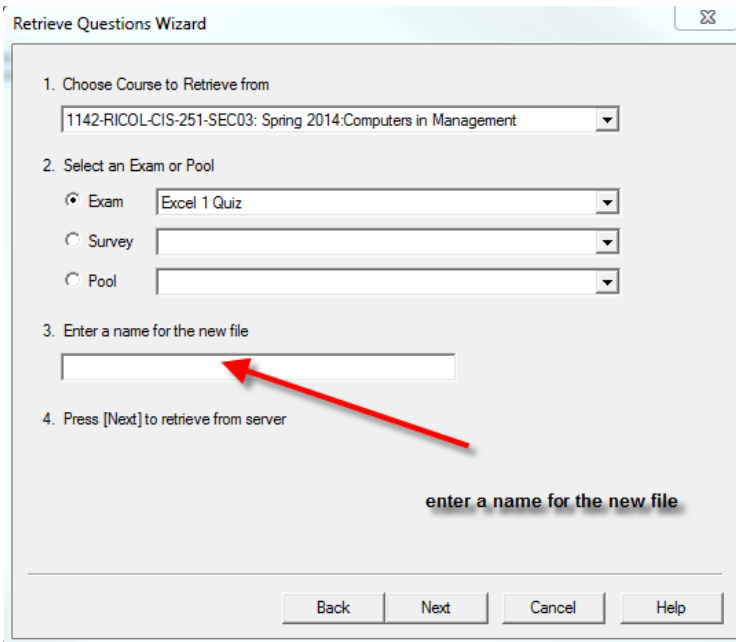 Retrieve Questions Wizard
1. Choose Course to Retrieve from
1142-RICOL-CIS-251-SEC03: Spring 2014:Computers in Management
2. Select an Exam or Pool
Exam
Excel 1 Quiz
Survey
Pool
3. Enter a name for the new file
4. Press [Next] to retrieve from server
enter a name for the new file
Back
Next
Cancel
Help